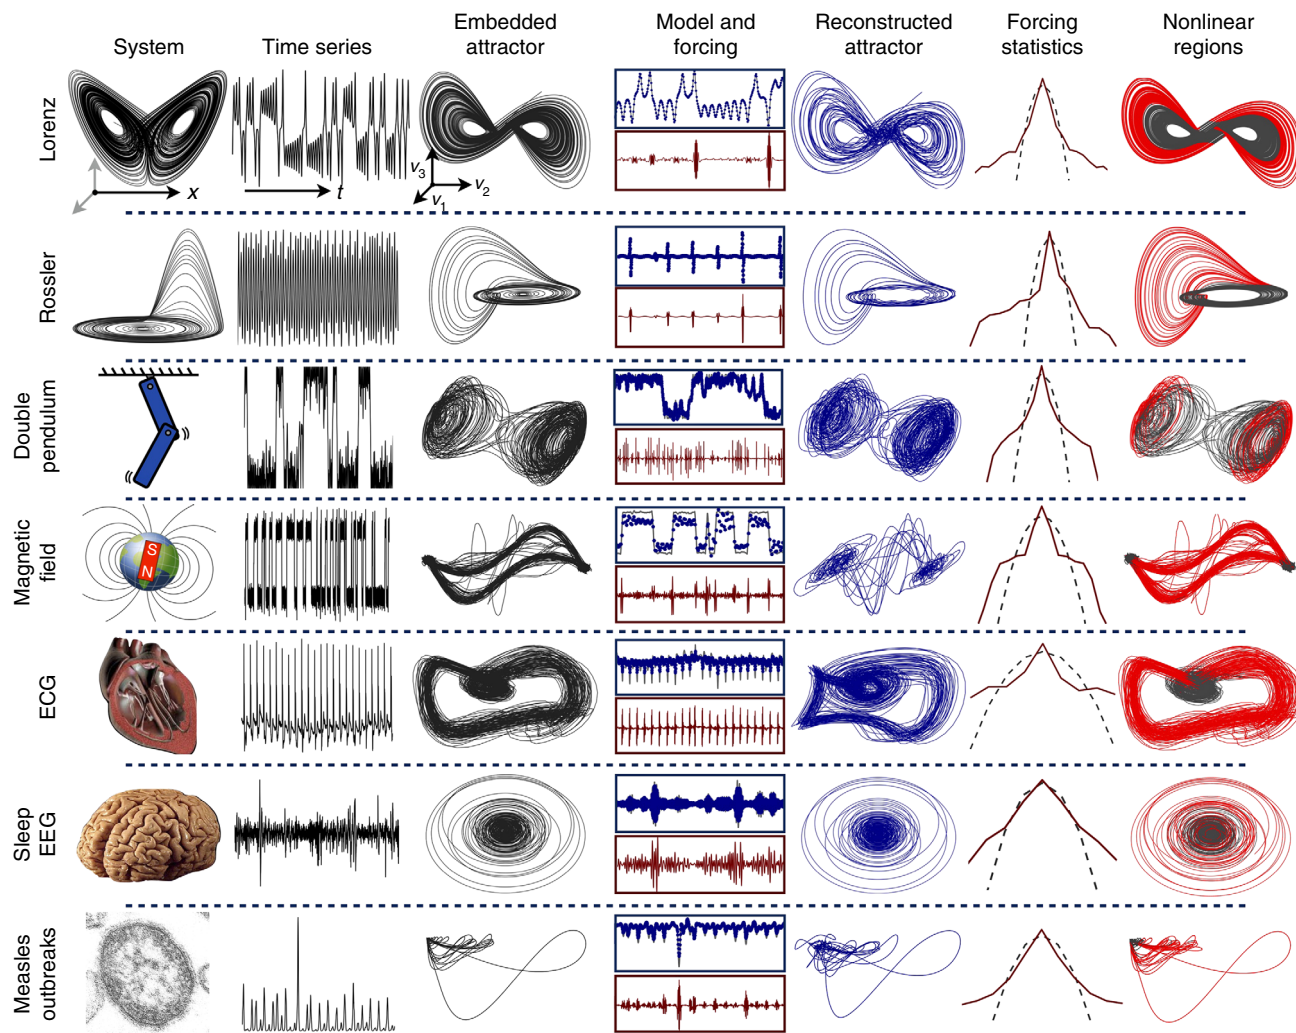 System
Time series
Embedded
attractor
Model and
forcing
Reconstructed
attractor
Forcing
statistics
Nonlinear
regions
Lorenz
x
t
v3
v2
v1
Rossler
Double
pendulum
Magnetic
field
S
N
ECG
Sleep
EEG
Measles
outbreaks